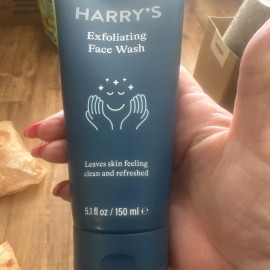 HARRY'S
Exfoliating
Face Wash
Leaves skin feeling
clean and refreshed
5.1 fl oz / 150 ml ℮